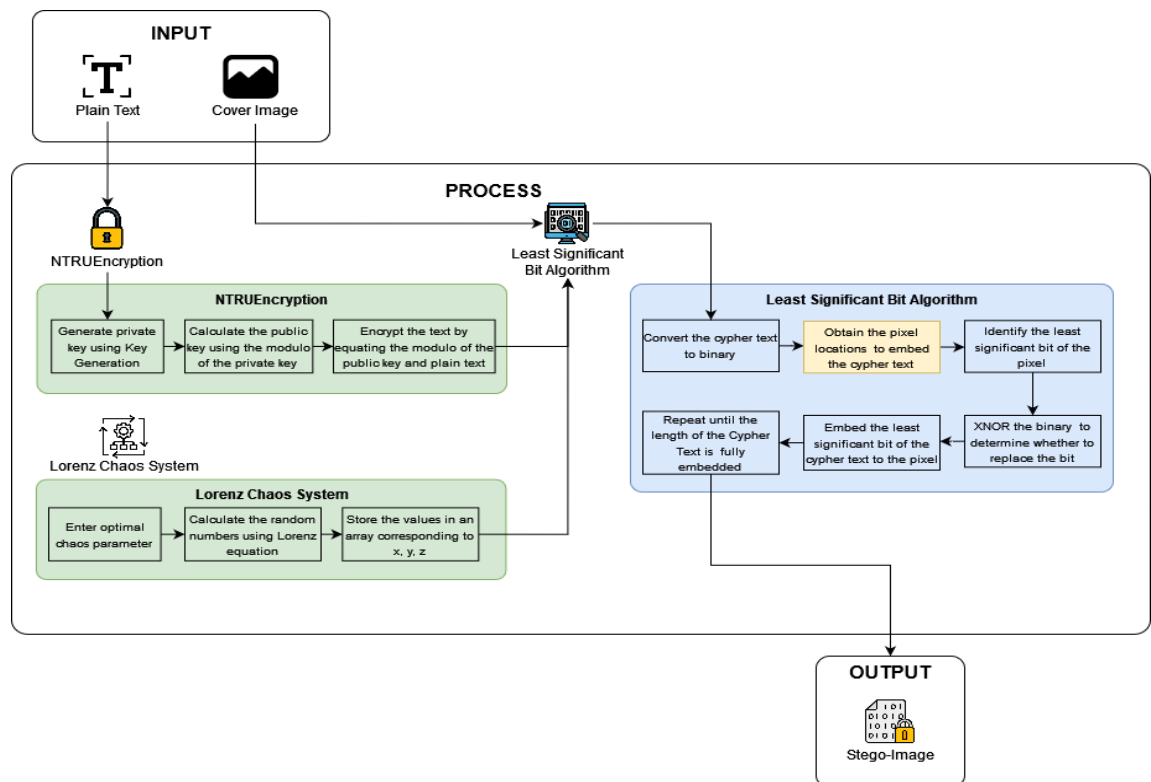 INPUT
Plain Text
Cover Image
PROCESS
NTRUEncryption
Least Significant
Bit Algorithm
NTRUEncryption
Generate private
key using Key
Generation
Calculate the public
key using the modulo
of the private key
Encrypt the text by
equating the modulo of the
public key and plain text
Lorenz Chaos System
Lorenz Chaos System
Enter optimal
chaos parameter
Calculate the random
numbers using Lorenz
equation
Store the values in an
array corresponding to
x, y, z
Least Significant Bit Algorithm
Convert the cypher text
to binary
Obtain the pixel
locations to embed
the cypher text
Identify the least
significant bit of the
pixel
XNOR the binary to
determine whether to
replace the bit
Embed the least
significant bit of the
cypher text to the pixel
Repeat until the
length of the Cypher
Text is fully
embedded
OUTPUT
Stego-Image